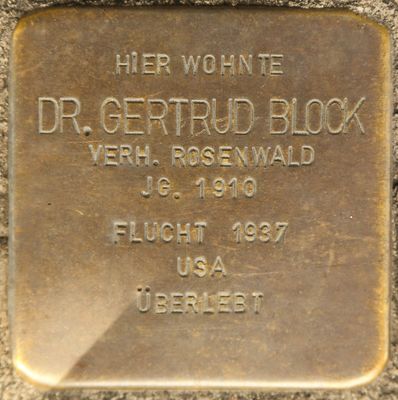 HIER WOHNTE
DR. GERTRUD BLOCK
VERH. ROSENWALD
JG. 1910
FLUCHT 1937
USA
ÜBERLEBT